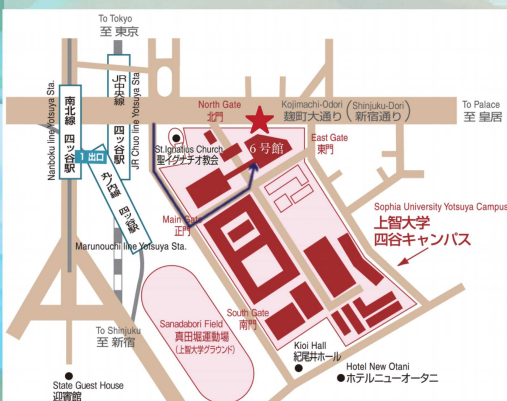 To Tokyo
至 東京
Nanboku line Yotsuya Sta.
南北線 四ッ谷駅
JR中央線 四ッ谷駅
JR Chuo line Yotsuya Sta.
1 出口
丸ノ内線 四ッ谷駅
Marunouchi line Yotsuya Sta.
North Gate
北門
Kojimachi-Odori (Shinjuku-Dori)
麹町大通り(新宿通り)
To Palace
至 皇居
St.Ignatius Church
聖イグナチオ教会
6号館
East Gate
東門
Main Gate
正門
Sophia University Yotsuya Campus
上智大学
四谷キャンパス
South Gate
南門
Sanadabori Field
真田堀運動場
(上智大学グラウンド)
To Shinjuku
至 新宿
Kioi Hall
紀尾井ホール
Hotel New Otani
ホテルニューオータニ
State Guest House
迎賓館